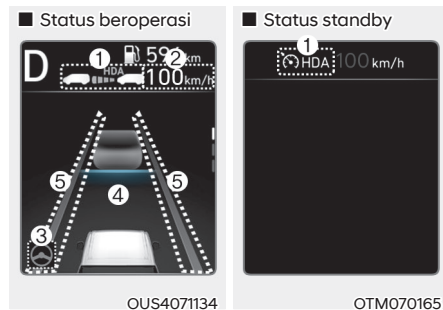 ■ Status beroperasi
D
59 km
① HDA ②
100 km/h
⑤ ④ ⑤
③
OUS4071134
■ Status standby
①
HDA 100 km/h
OTM070165